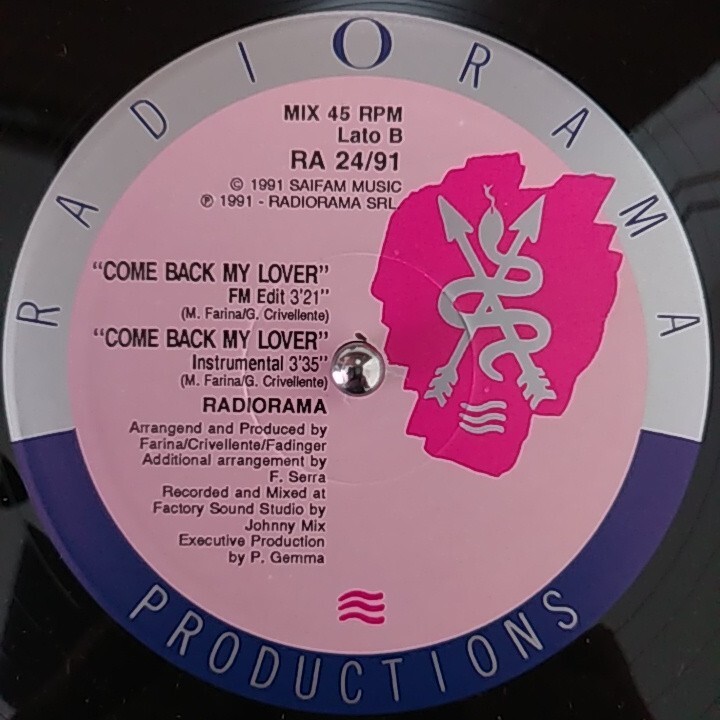 RADIORAMA
MIX 45 RPM
Lato B
RA 24/91
© 1991 SAIFAM MUSIC
℗ 1991 - RADIORAMA SRL
"COME BACK MY LOVER"
FM Edit 3'21"
(M. Farina/G. Crivellente)
"COME BACK MY LOVER"
Instrumental 3'35"
(M. Farina/G. Crivellente)
RADIORAMA
Arrangend and Produced by
Farina/Crivellente/Fadinger
Additional arrangement by
F. Serra
Recorded and Mixed at
Factory Sound Studio by
Johnny Mix
Executive Production
by P. Gemma
PRODUCTIONS